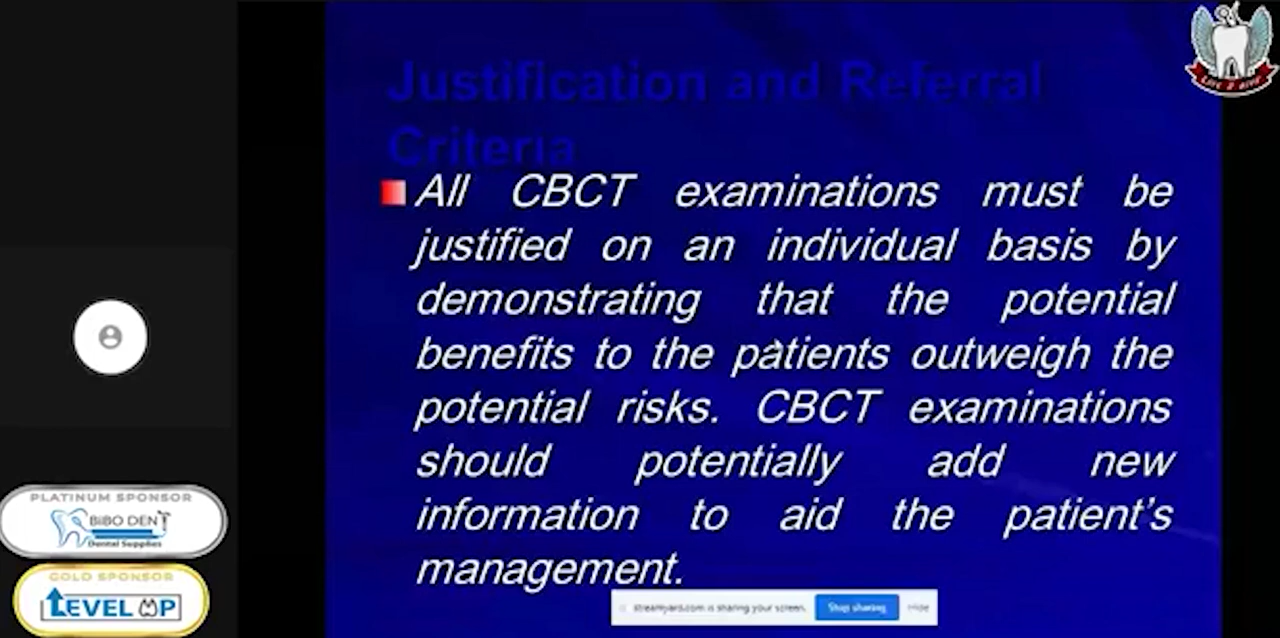 Justification and Referral
Criteria
All CBCT examinations must be
justified on an individual basis by
demonstrating that the potential
benefits to the patients outweigh the
potential risks. CBCT examinations
should potentially add new
information to aid the patient's
management.
PLATINUM SPONSOR
BIBO DENT
Dental Supplies
GOLD SPONSOR
LEVEL UP
streamyard.com is sharing your screen.
Stop sharing
Hide